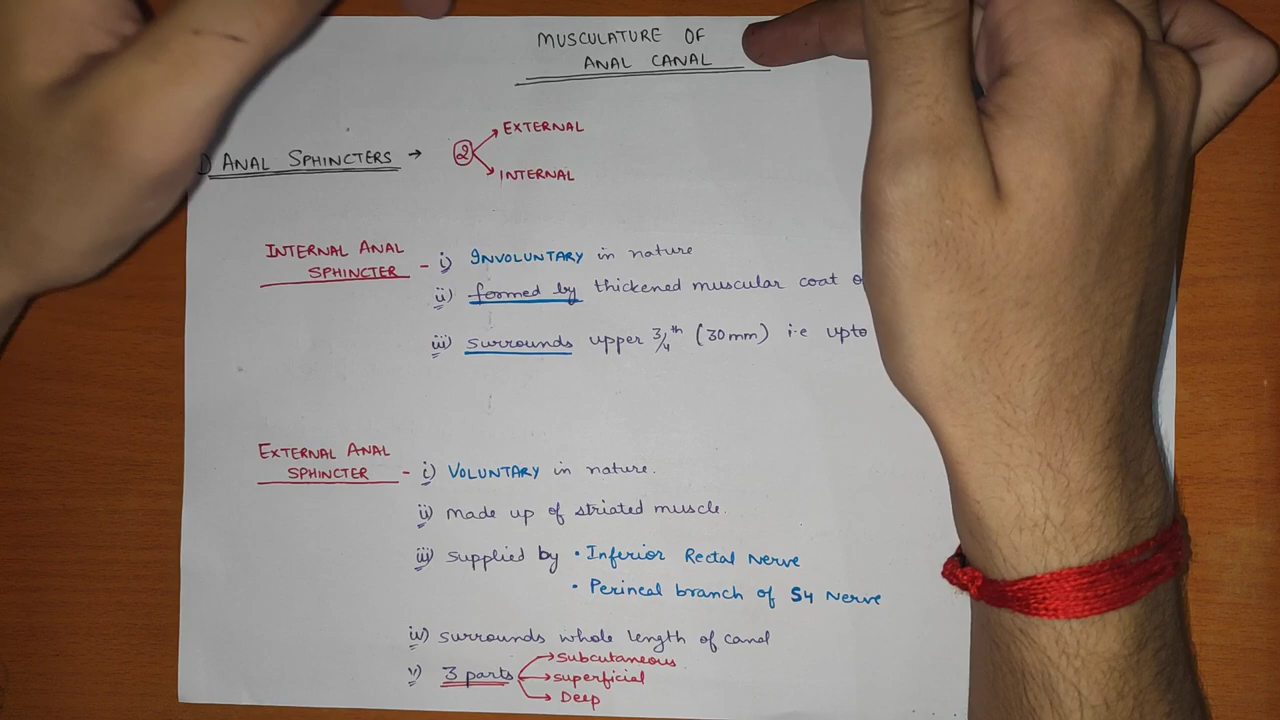 MUSCULATURE OF
ANAL CANAL
1) ANAL SPHINCTERS → 2 EXTERNAL
INTERNAL
INTERNAL ANAL
SPHINCTER - i) INVOLUNTARY in nature
ii) formed by thickened muscular coat
iii) surrounds upper 3/4th (30mm) i.e upto
EXTERNAL ANAL
SPHINCTER - i) VOLUNTARY in nature.
ii) made up of striated muscle.
iii) supplied by • Inferior Rectal Nerve
• Perineal branch of S4 Nerve
iv) surrounds whole length of canal
v) 3 parts → Subcutaneous
→ superficial
→ Deep